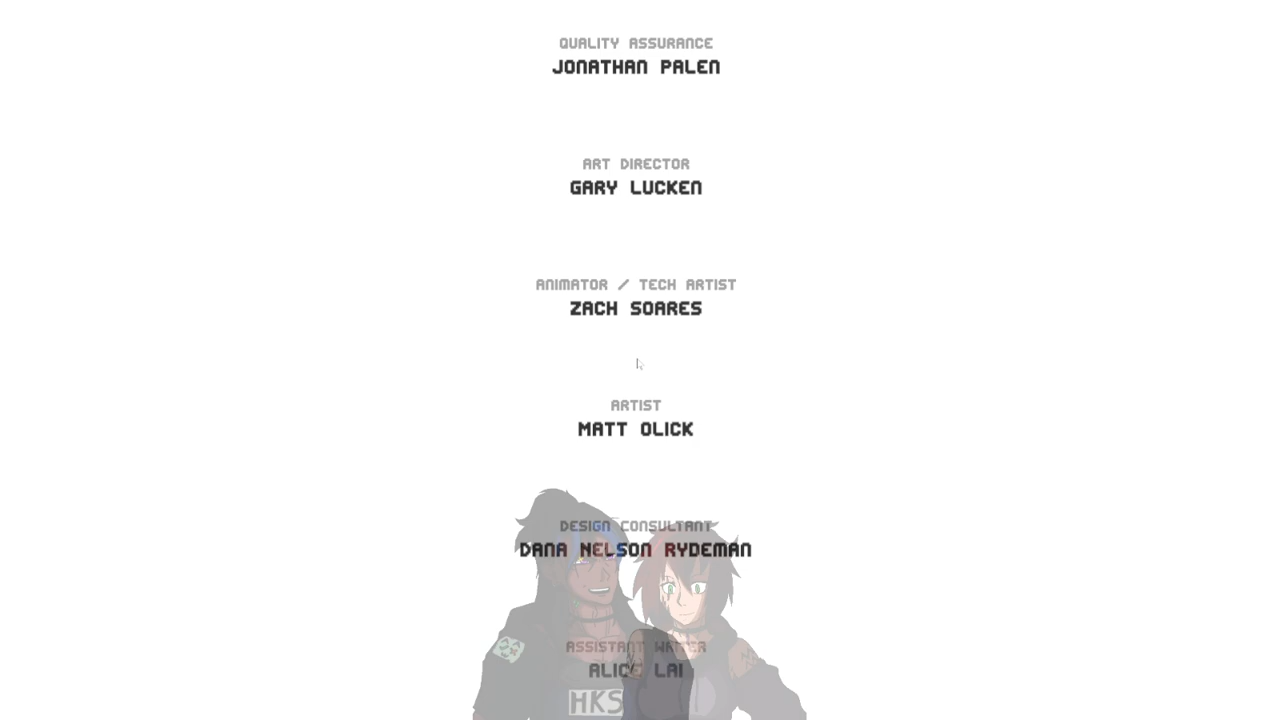 QUALITY ASSURANCE
JONATHAN PALEN
ART DIRECTOR
GARY LUCKEN
ANIMATOR / TECH ARTIST
ZACH SOARES
ARTIST
MATT OLICK
DESIGN CONSULTANT
DANA NELSON RYDEMAN
ASSISTANT WRITER
ALICE LAI
HKS